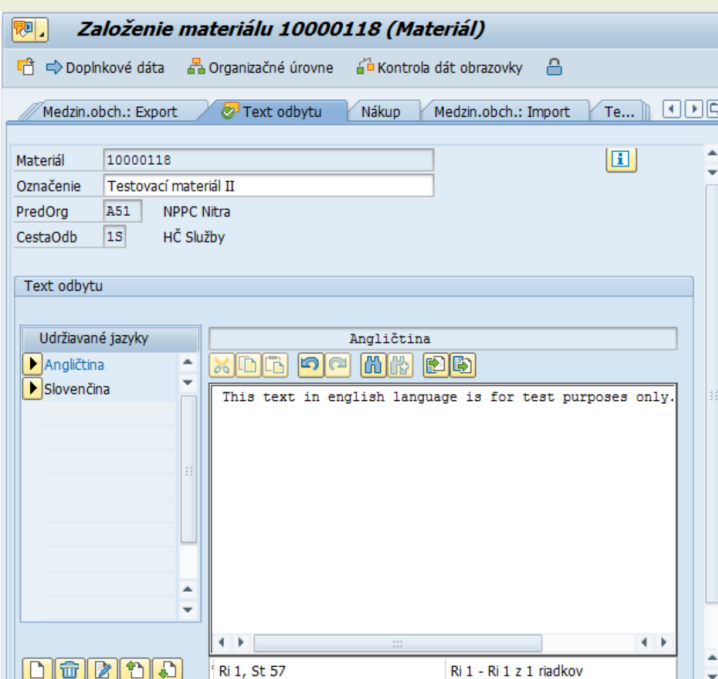 Založenie materiálu 10000118 (Materiál)
Doplnkové dáta Organizačné úrovne Kontrola dát obrazovky
Medzin.obch.: Export Text odbytu Nákup Medzin.obch.: Import Te...
Materiál 10000118
Označenie Testovací materiál II
PredOrg A51 NPPC Nitra
CestaOdb 1S HČ Služby
Text odbytu
Udržiavané jazyky
Angličtina
Slovenčina
Angličtina
This text in english language is for test purposes only.
Ri 1, St 57 Ri 1 - Ri 1 z 1 riadkov